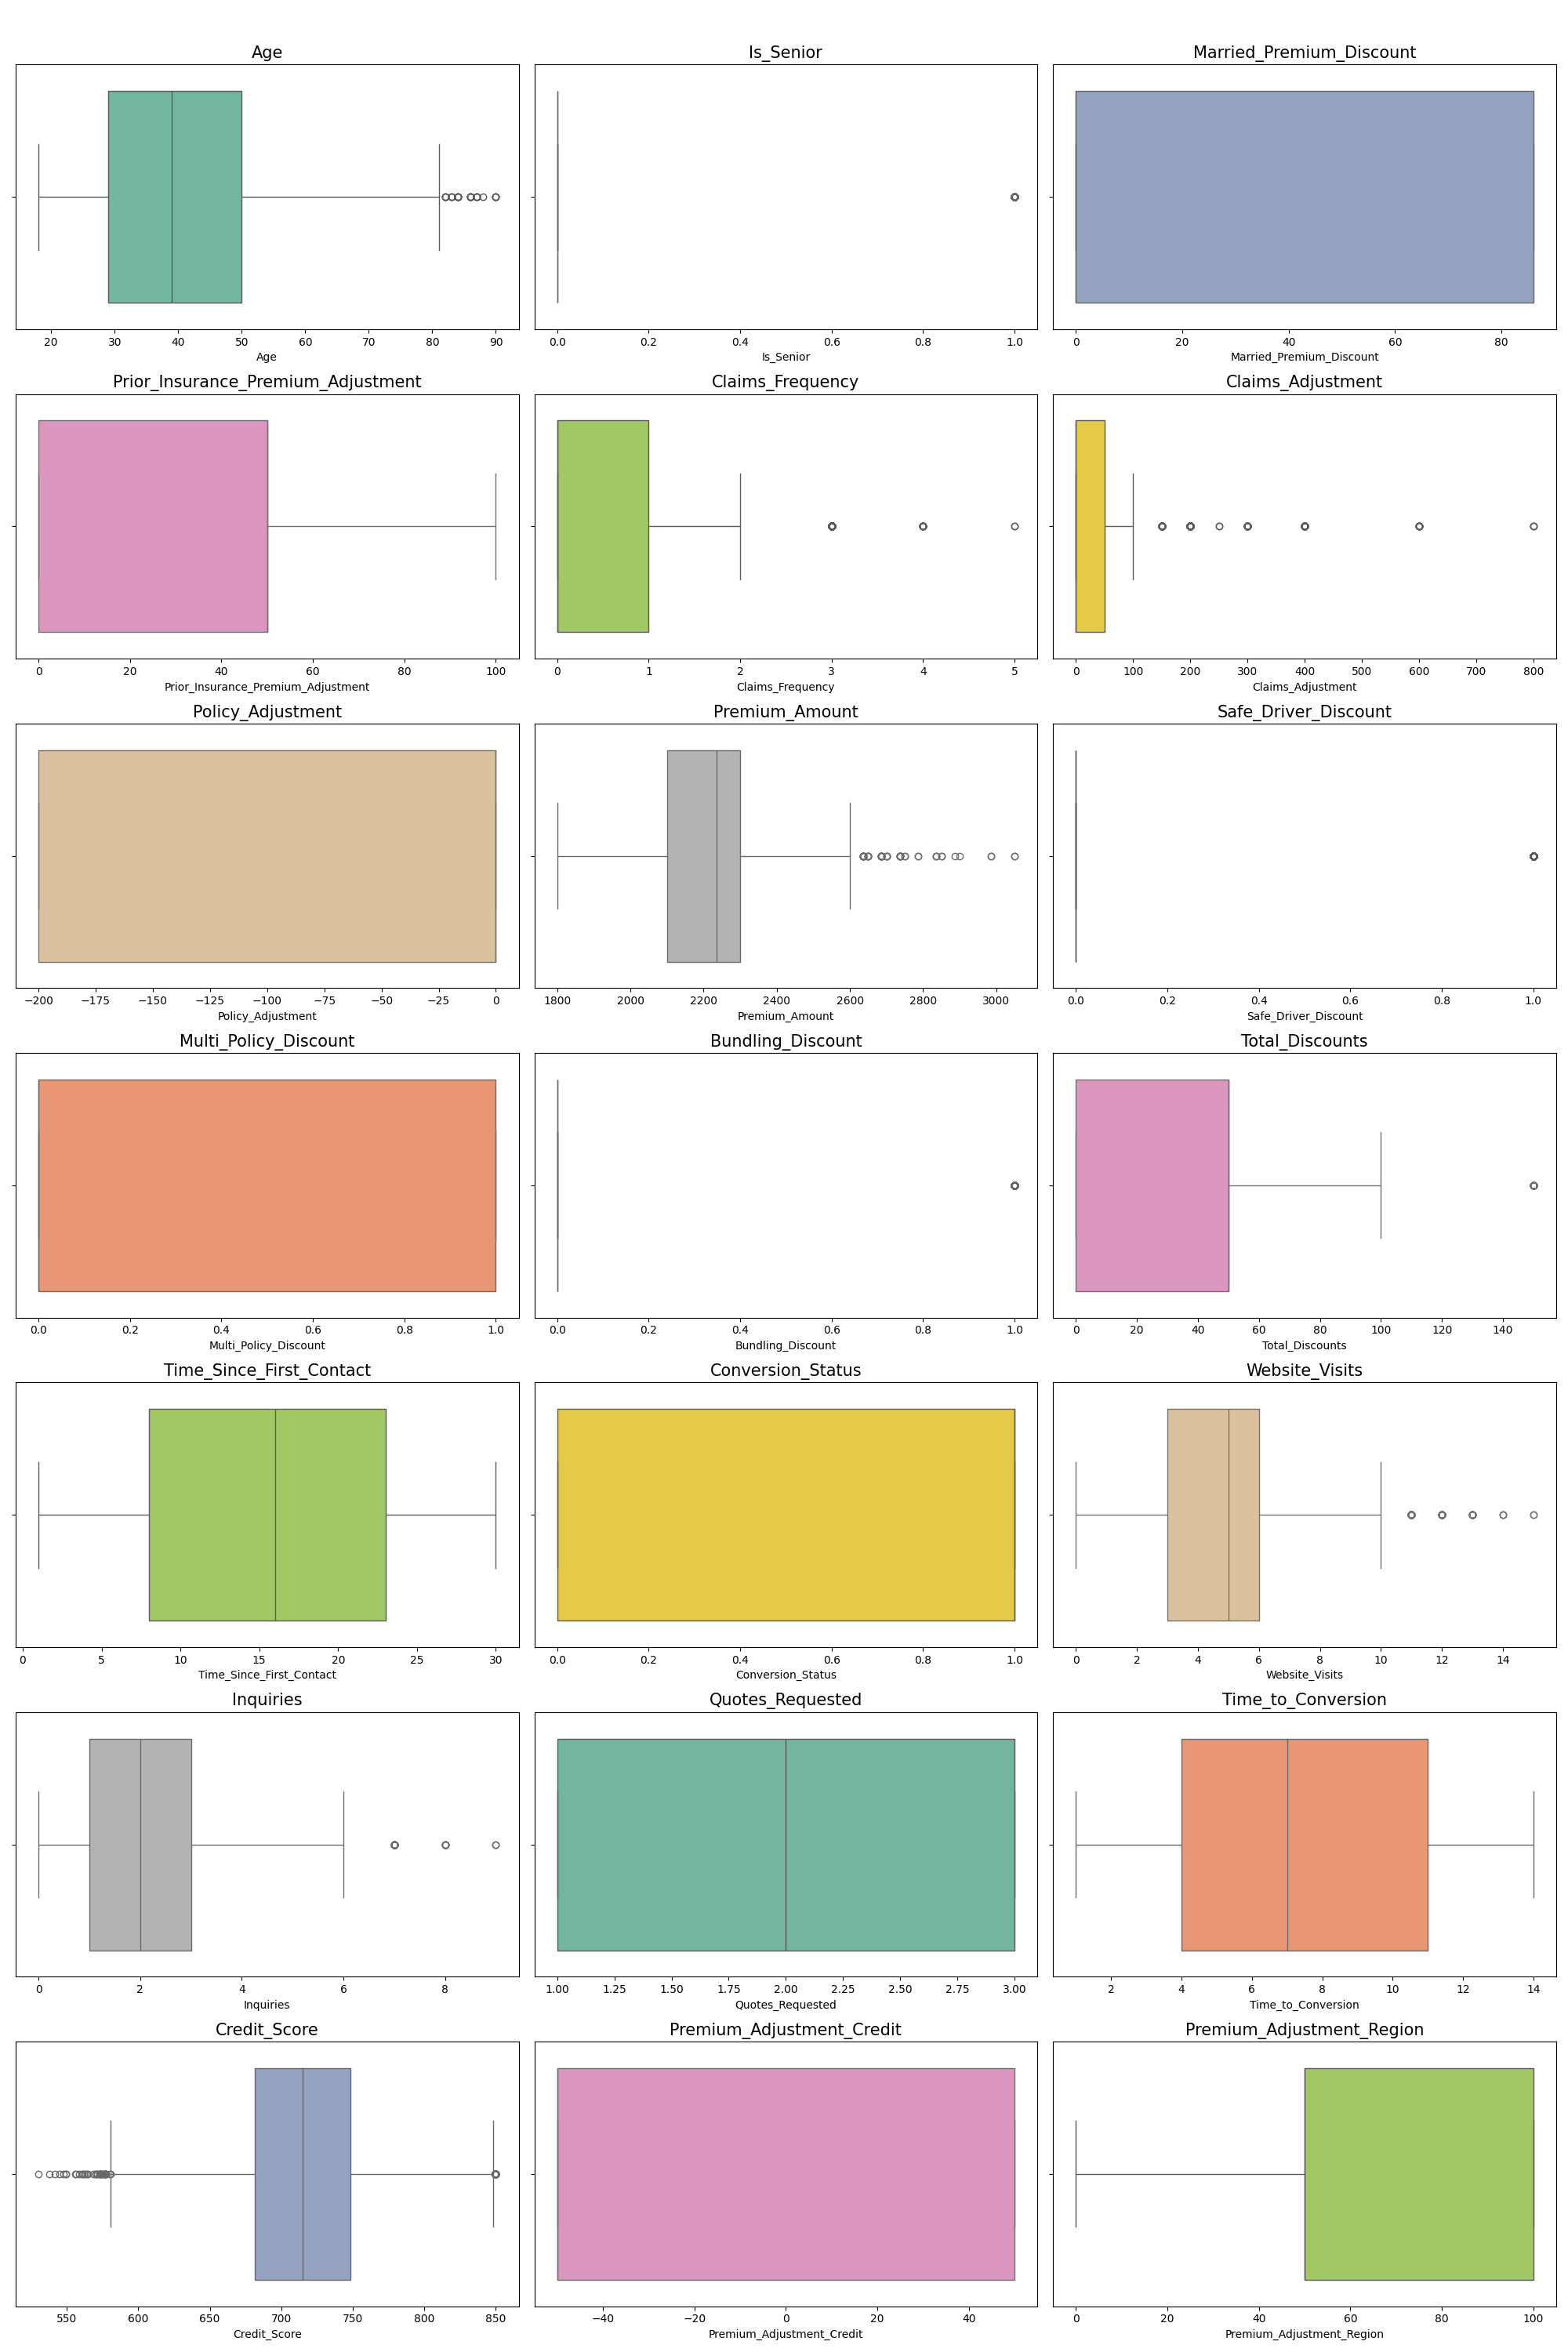 Age Is_Senior Married_Premium_Discount
20 30 40 50 60 70 80 90 0.0 0.2 0.4 0.6 0.8 1.0 0 20 40 60 80
Age Is_Senior Married_Premium_Discount
Prior_Insurance_Premium_Adjustment Claims_Frequency Claims_Adjustment
0 20 40 60 80 100 0 1 2 3 4 5 0 100 200 300 400 500 600 700 800
Prior_Insurance_Premium_Adjustment Claims_Frequency Claims_Adjustment
Policy_Adjustment Premium_Amount Safe_Driver_Discount
−200 −175 −150 −125 −100 −75 −50 −25 0 1800 2000 2200 2400 2600 2800 3000 0.0 0.2 0.4 0.6 0.8 1.0
Policy_Adjustment Premium_Amount Safe_Driver_Discount
Multi_Policy_Discount Bundling_Discount Total_Discounts
0.0 0.2 0.4 0.6 0.8 1.0 0.0 0.2 0.4 0.6 0.8 1.0 0 20 40 60 80 100 120 140
Multi_Policy_Discount Bundling_Discount Total_Discounts
Time_Since_First_Contact Conversion_Status Website_Visits
0 5 10 15 20 25 30 0.0 0.2 0.4 0.6 0.8 1.0 0 2 4 6 8 10 12 14
Time_Since_First_Contact Conversion_Status Website_Visits
Inquiries Quotes_Requested Time_to_Conversion
0 2 4 6 8 1.00 1.25 1.50 1.75 2.00 2.25 2.50 2.75 3.00 2 4 6 8 10 12 14
Inquiries Quotes_Requested Time_to_Conversion
Credit_Score Premium_Adjustment_Credit Premium_Adjustment_Region
550 600 650 700 750 800 850 −40 −20 0 20 40 0 20 40 60 80 100
Credit_Score Premium_Adjustment_Credit Premium_Adjustment_Region